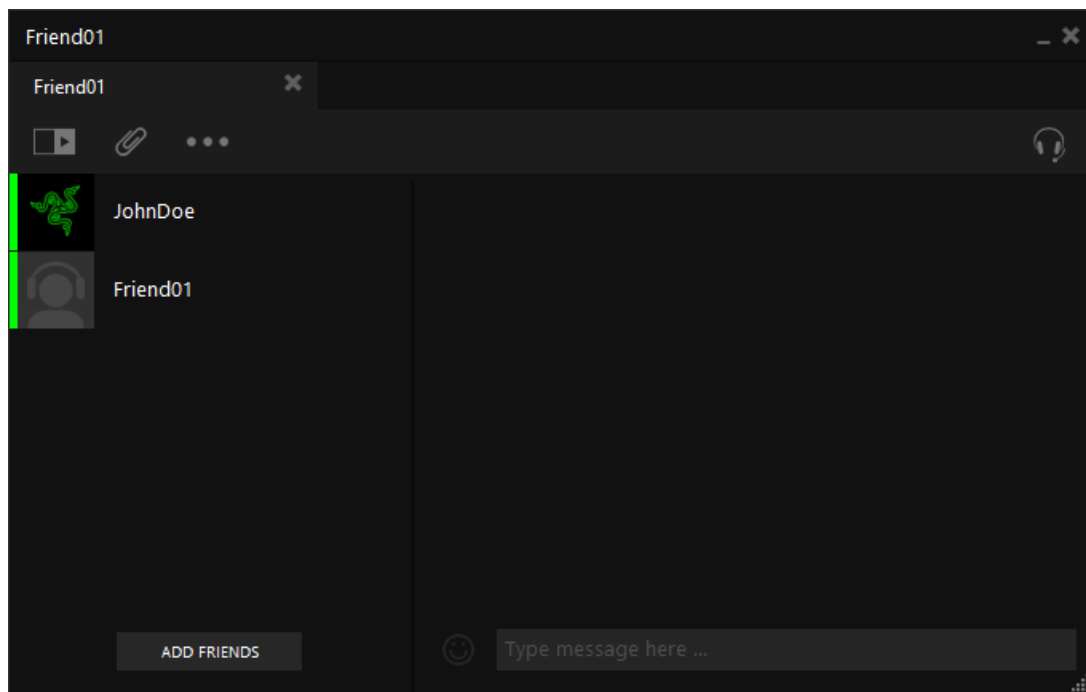 Friend01
Friend01
JohnDoe
Friend01
ADD FRIENDS
Type message here ...